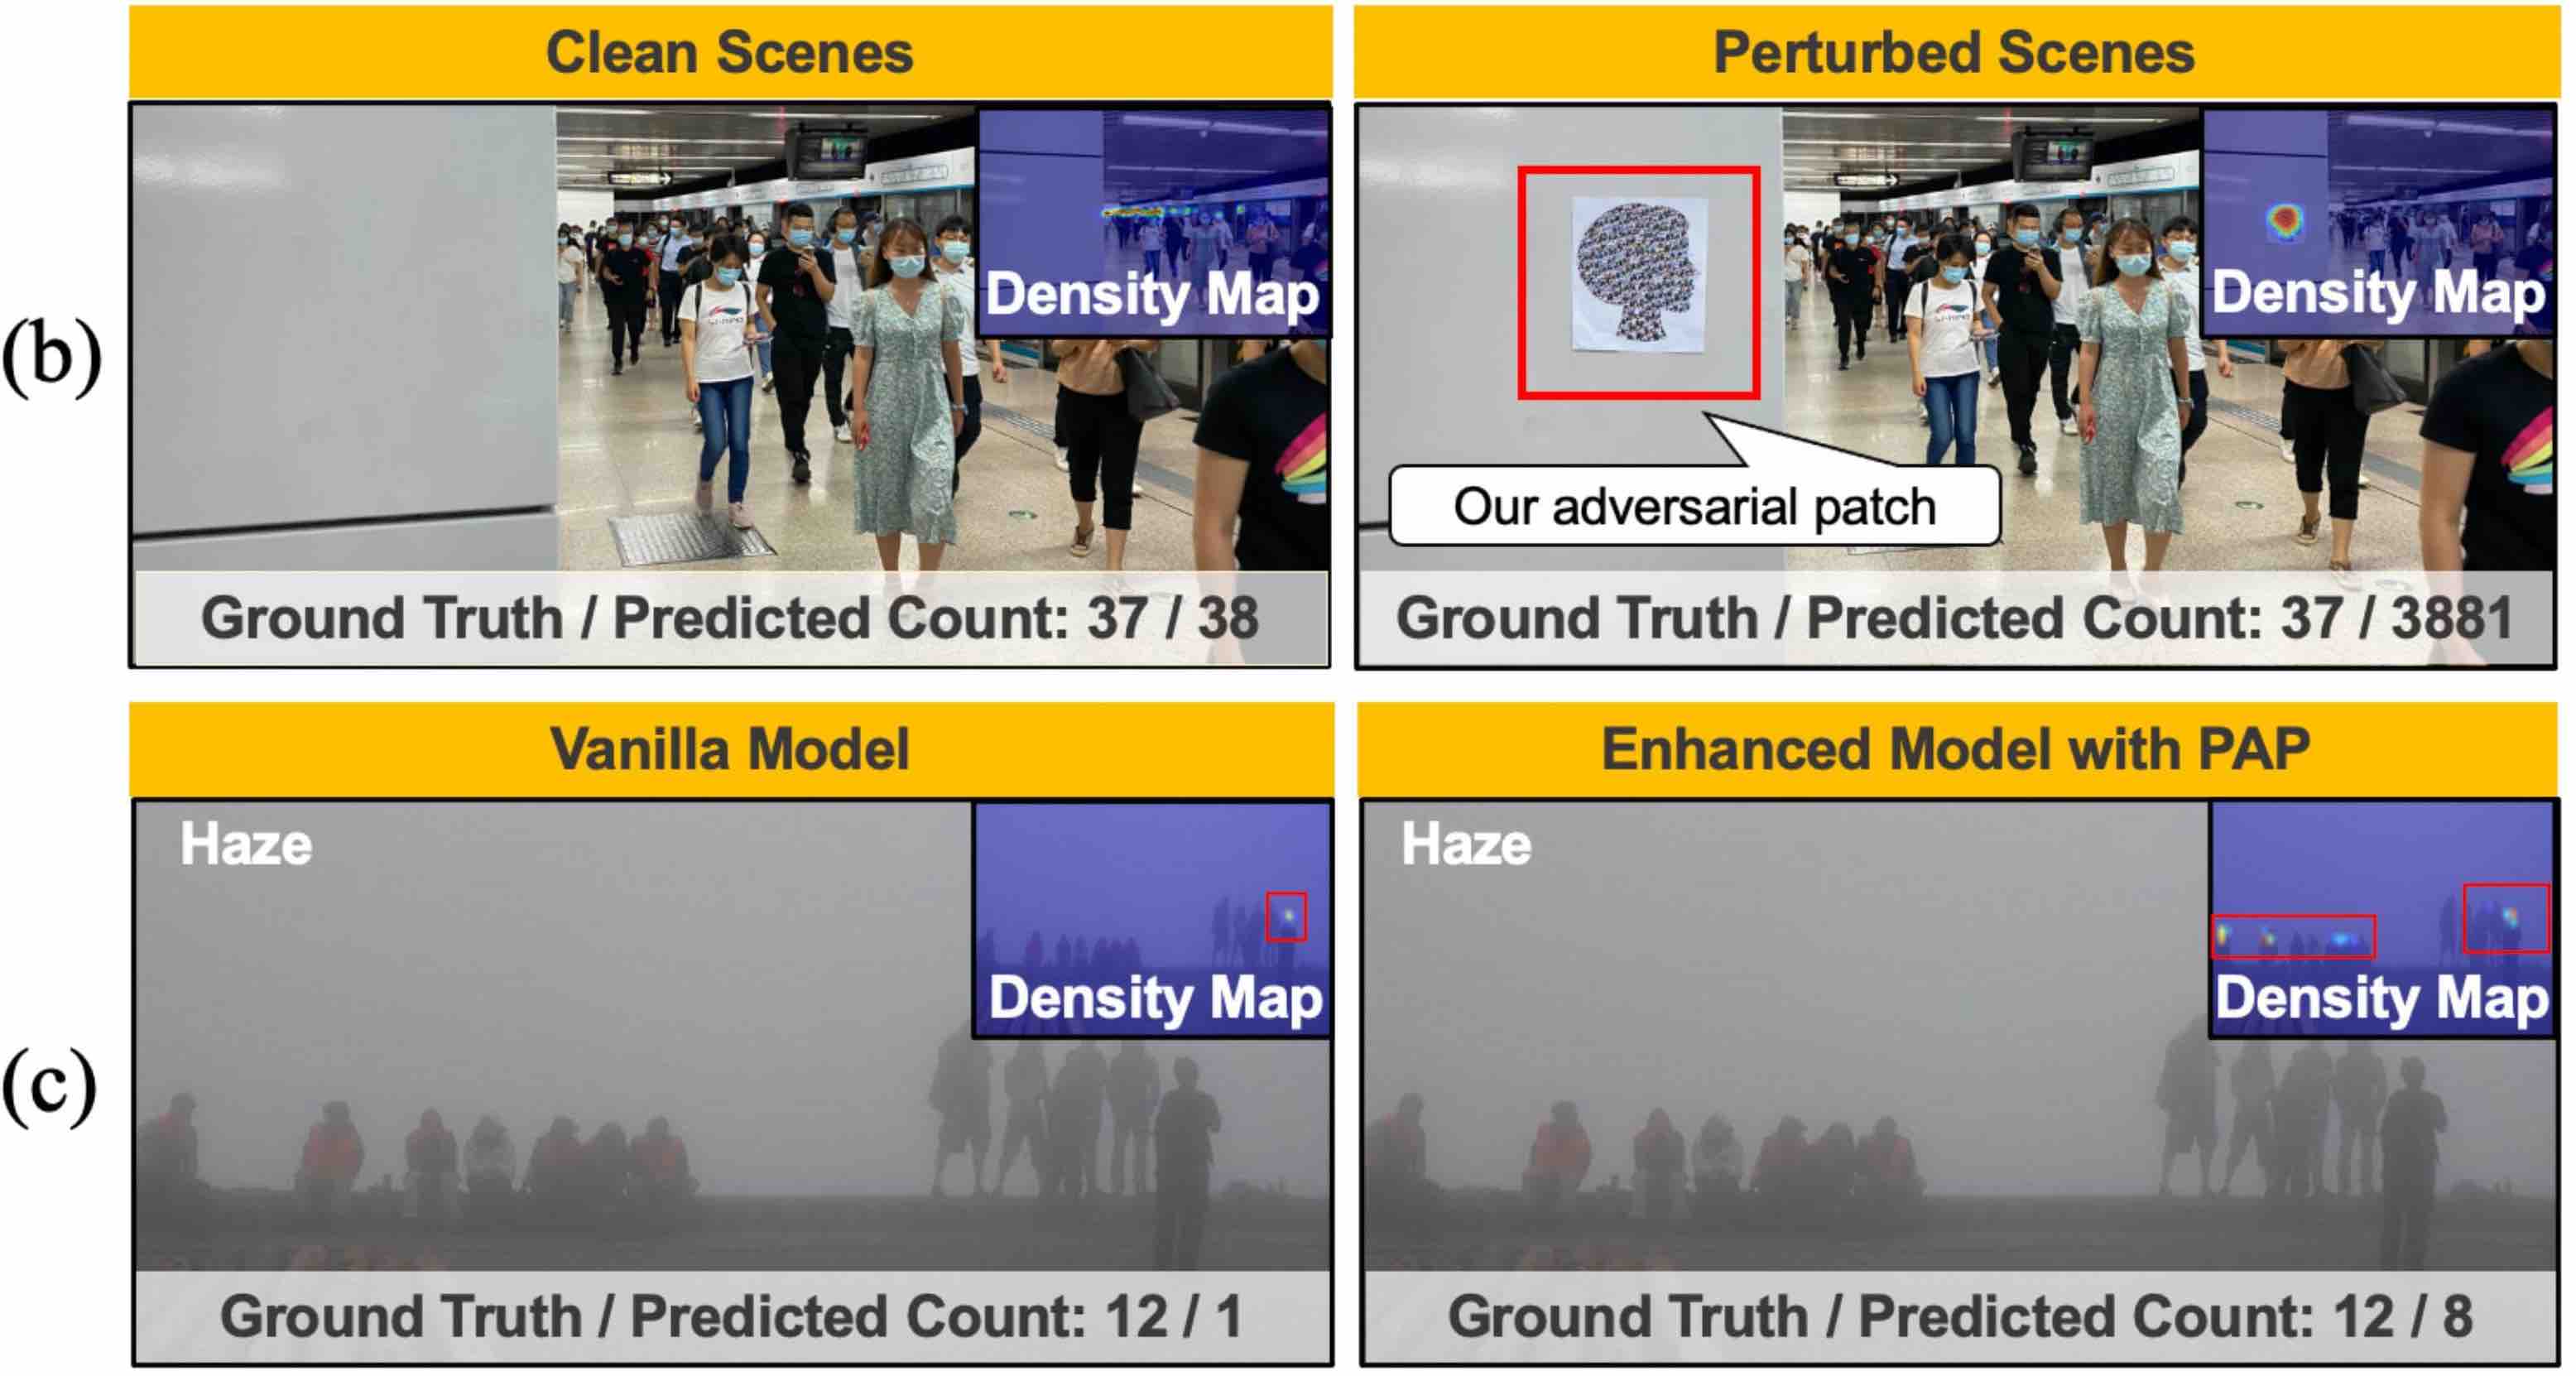 Clean Scenes
Perturbed Scenes
(b)
Density Map
Density Map
Our adversarial patch
Ground Truth / Predicted Count: 37 / 38
Ground Truth / Predicted Count: 37 / 3881
Vanilla Model
Enhanced Model with PAP
(c)
Haze
Density Map
Haze
Density Map
Ground Truth / Predicted Count: 12 / 1
Ground Truth / Predicted Count: 12 / 8